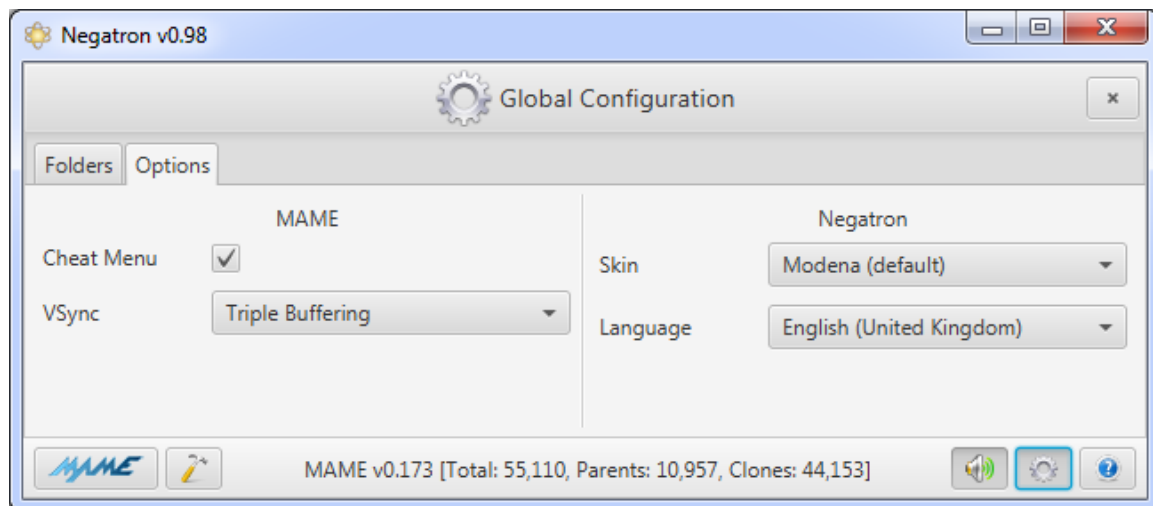 Negatron v0.98
Global Configuration
Folders
Options
MAME
Cheat Menu
VSync
Triple Buffering
Negatron
Skin
Modena (default)
Language
English (United Kingdom)
MAME
MAME v0.173 [Total: 55,110, Parents: 10,957, Clones: 44,153]